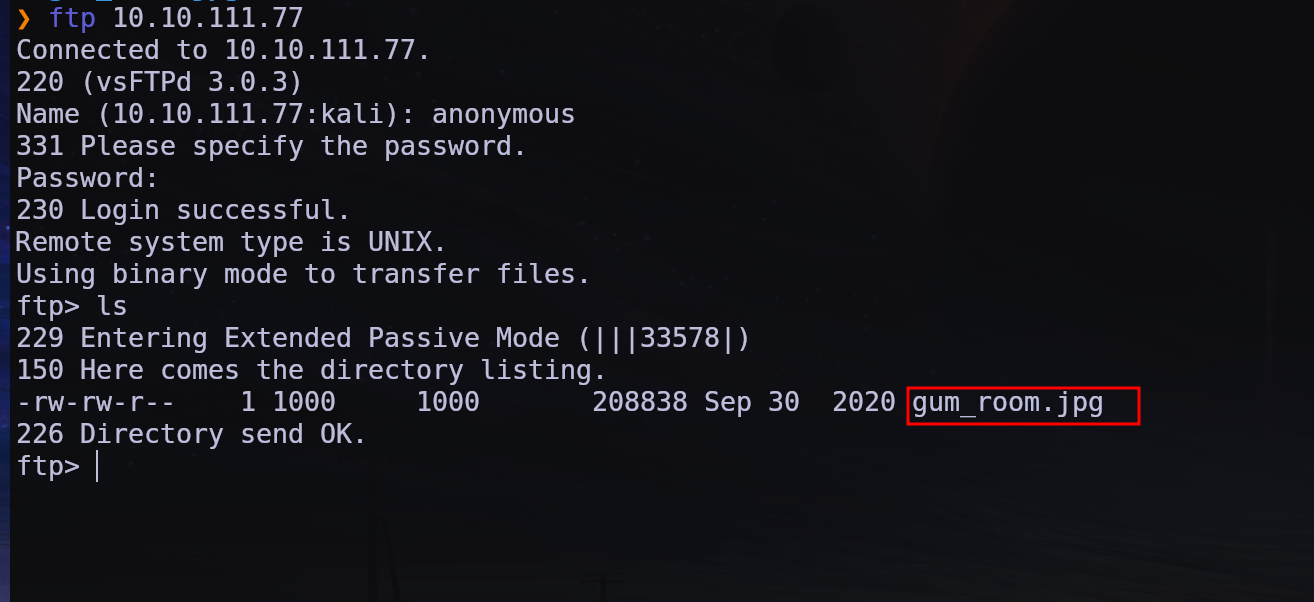 ❯ ftp 10.10.111.77
Connected to 10.10.111.77.
220 (vsFTPd 3.0.3)
Name (10.10.111.77:kali): anonymous
331 Please specify the password.
Password:
230 Login successful.
Remote system type is UNIX.
Using binary mode to transfer files.
ftp> ls
229 Entering Extended Passive Mode (|||33578|)
150 Here comes the directory listing.
-rw-rw-r--    1 1000     1000       208838 Sep 30  2020 gum_room.jpg
226 Directory send OK.
ftp>